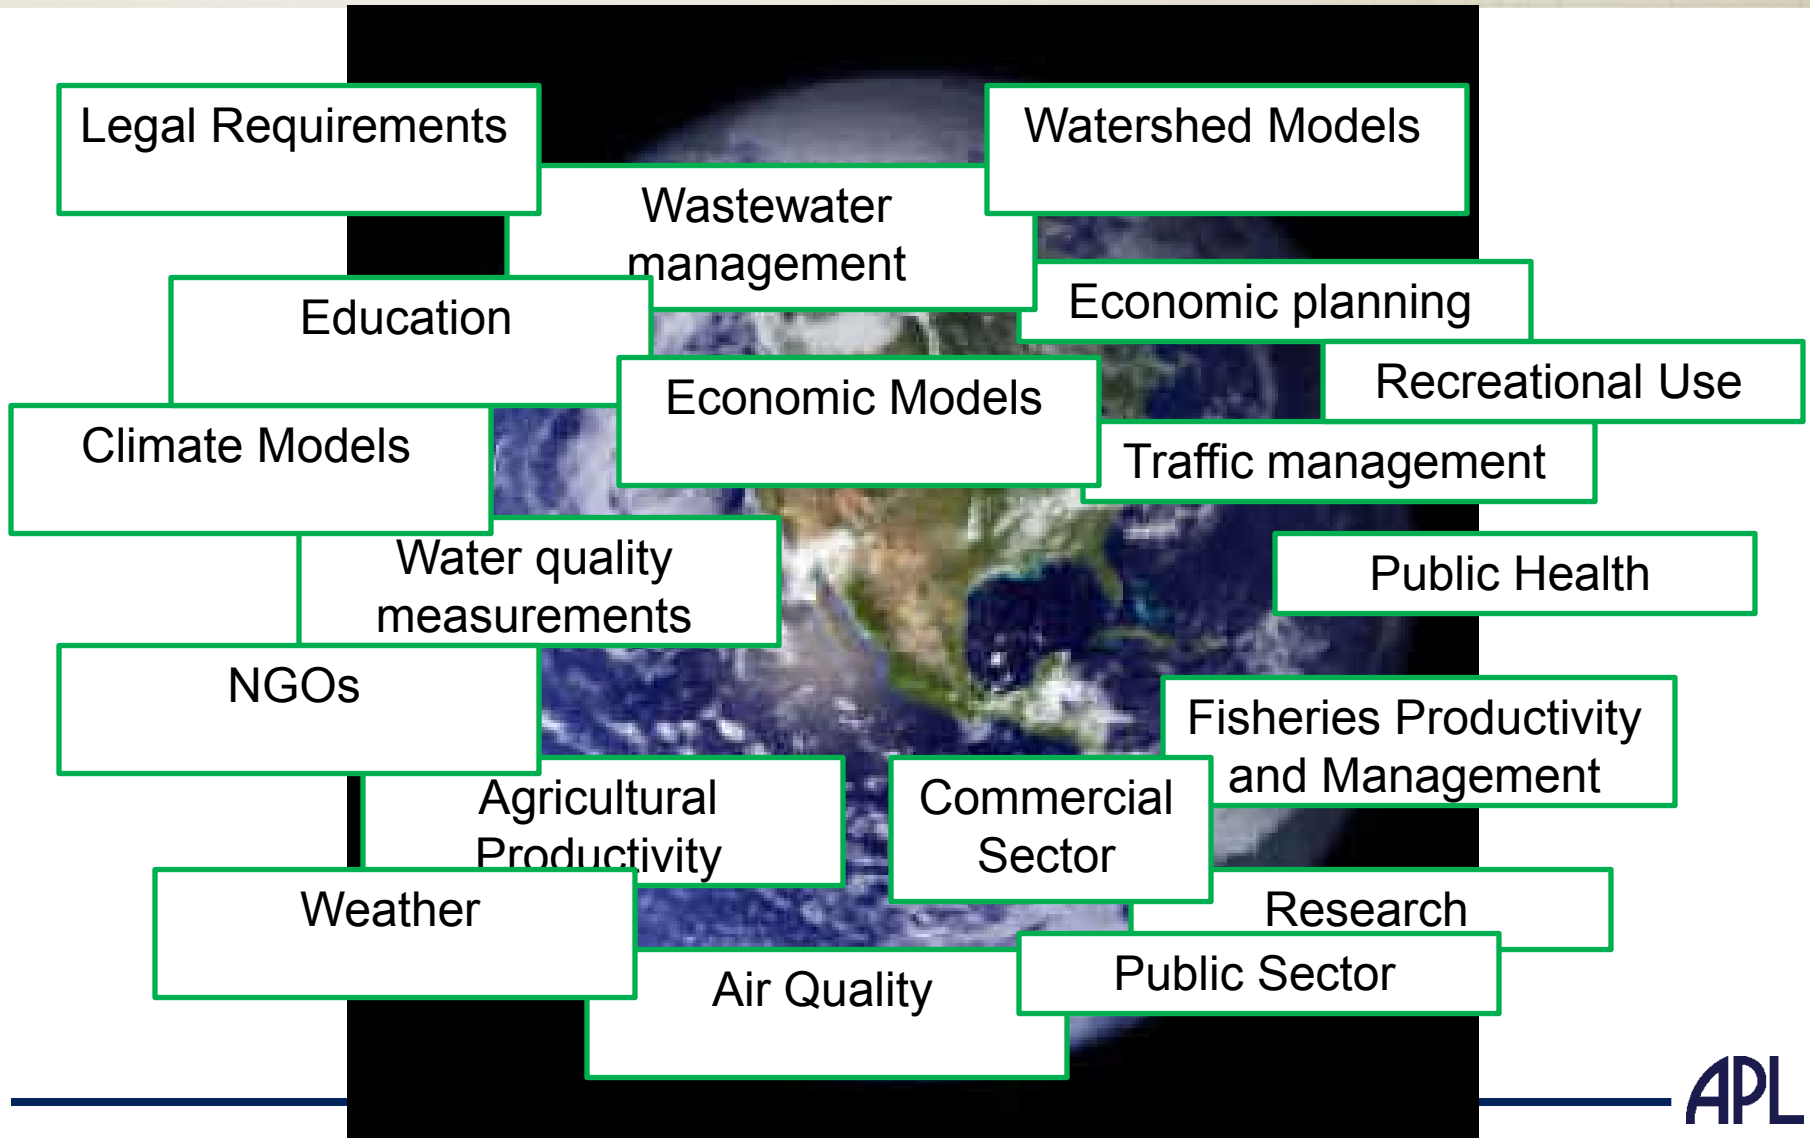 Legal Requirements
Watershed Models
Wastewater
management
Education
Economic planning
Economic Models
Recreational Use
Climate Models
Traffic management
Water quality
measurements
Public Health
NGOs
Fisheries Productivity
and Management
Agricultural
Productivity
Commercial
Sector
Weather
Research
Air Quality
Public Sector
APL